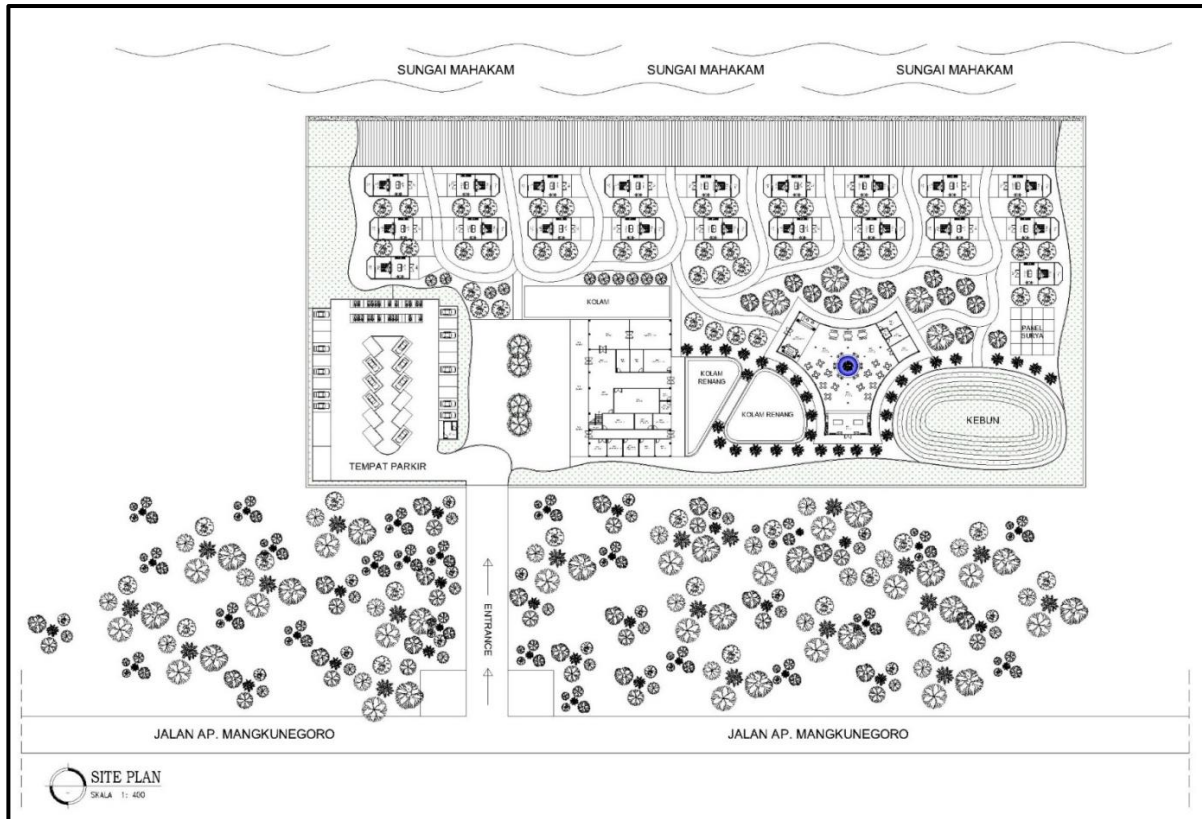 SUNGAI MAHAKAM
SUNGAI MAHAKAM
SUNGAI MAHAKAM
KOLAM
PANEL
SURYA
KOLAM
RENANG
KOLAM RENANG
KEBUN
TEMPAT PARKIR
ENTRANCE
JALAN AP. MANGKUNEGORO
JALAN AP. MANGKUNEGORO
SITE PLAN
SKALA 1: 400